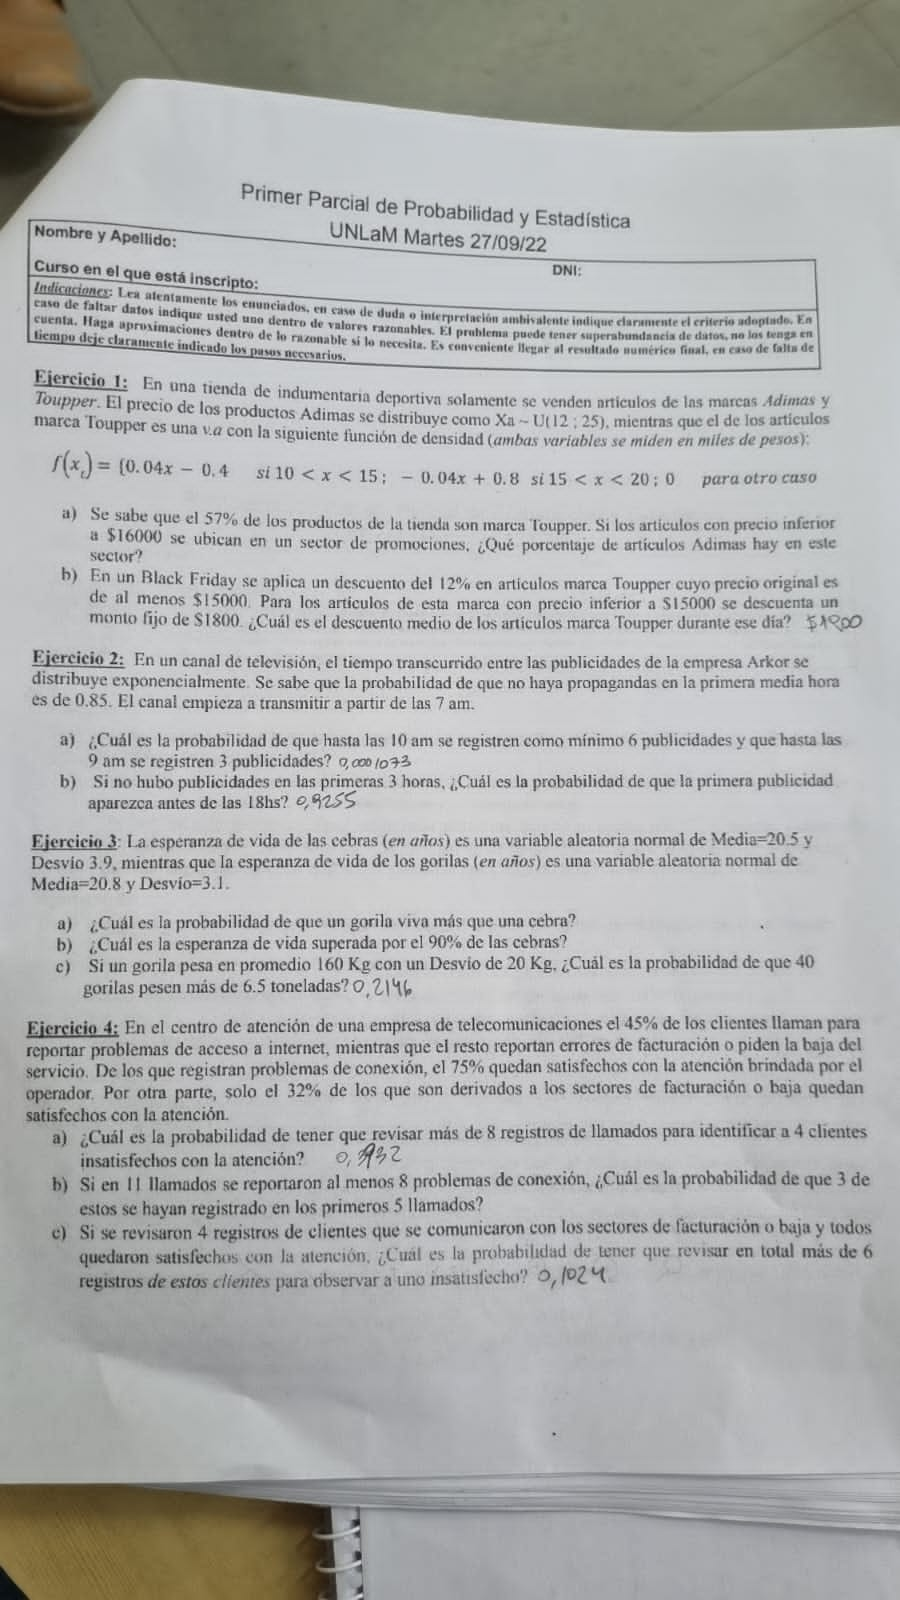 Primer Parcial de Probabilidad y Estadística
UNLaM Martes 27/09/22
Nombre y Apellido:
DNI:
Curso en el que está inscripto:
Indicaciones: Lea atentamente los enunciados, en caso de duda o interpretación ambivalente indique claramente el criterio adoptado. En
caso de faltar datos indique usted uno dentro de valores razonables. El problema puede tener superabundancia de datos, no los tenga en
cuenta. Haga aproximaciones dentro de lo razonable si lo necesita. Es conveniente llegar al resultado numérico final, en caso de falta de
tiempo deje claramente indicado los pasos necesarios.
Ejercicio 1: En una tienda de indumentaria deportiva solamente se venden artículos de las marcas Adimas y
Toupper. El precio de los productos Adimas se distribuye como Xa ~ U(12 ; 25), mientras que el de los artículos
marca Toupper es una v.a con la siguiente función de densidad (ambas variables se miden en miles de pesos):
f(x_t) = {0.04x − 0.4 si 10 < x < 15; − 0.04x + 0.8 si 15 < x < 20; 0 para otro caso
a) Se sabe que el 57% de los productos de la tienda son marca Toupper. Si los artículos con precio inferior
a $16000 se ubican en un sector de promociones, ¿Qué porcentaje de artículos Adimas hay en este
sector?
b) En un Black Friday se aplica un descuento del 12% en artículos marca Toupper cuyo precio original es
de al menos $15000. Para los artículos de esta marca con precio inferior a $15000 se descuenta un
monto fijo de $1800. ¿Cuál es el descuento medio de los artículos marca Toupper durante ese día? $1900
Ejercicio 2: En un canal de televisión, el tiempo transcurrido entre las publicidades de la empresa Arkor se
distribuye exponencialmente. Se sabe que la probabilidad de que no haya propagandas en la primera media hora
es de 0.85. El canal empieza a transmitir a partir de las 7 am.
a) ¿Cuál es la probabilidad de que hasta las 10 am se registren como mínimo 6 publicidades y que hasta las
9 am se registren 3 publicidades? 0,0001073
b) Si no hubo publicidades en las primeras 3 horas, ¿Cuál es la probabilidad de que la primera publicidad
aparezca antes de las 18hs? 0,9255
Ejercicio 3: La esperanza de vida de las cebras (en años) es una variable aleatoria normal de Media=20.5 y
Desvío 3.9, mientras que la esperanza de vida de los gorilas (en años) es una variable aleatoria normal de
Media=20.8 y Desvío=3.1.
a) ¿Cuál es la probabilidad de que un gorila viva más que una cebra?
b) ¿Cuál es la esperanza de vida superada por el 90% de las cebras?
c) Si un gorila pesa en promedio 160 Kg con un Desvío de 20 Kg, ¿Cuál es la probabilidad de que 40
gorilas pesen más de 6.5 toneladas? 0,2146
Ejercicio 4: En el centro de atención de una empresa de telecomunicaciones el 45% de los clientes llaman para
reportar problemas de acceso a internet, mientras que el resto reportan errores de facturación o piden la baja del
servicio. De los que registran problemas de conexión, el 75% quedan satisfechos con la atención brindada por el
operador. Por otra parte, solo el 32% de los que son derivados a los sectores de facturación o baja quedan
satisfechos con la atención.
a) ¿Cuál es la probabilidad de tener que revisar más de 8 registros de llamados para identificar a 4 clientes
insatisfechos con la atención?
b) Si en 11 llamados se reportaron al menos 8 problemas de conexión, ¿Cuál es la probabilidad de que 3 de
estos se hayan registrado en los primeros 5 llamados?
c) Si se revisaron 4 registros de clientes que se comunicaron con los sectores de facturación o baja y todos
quedaron satisfechos con la atención, ¿Cuál es la probabilidad de tener que revisar en total más de 6
registros de estos clientes para observar a uno insatisfecho? 0,1024